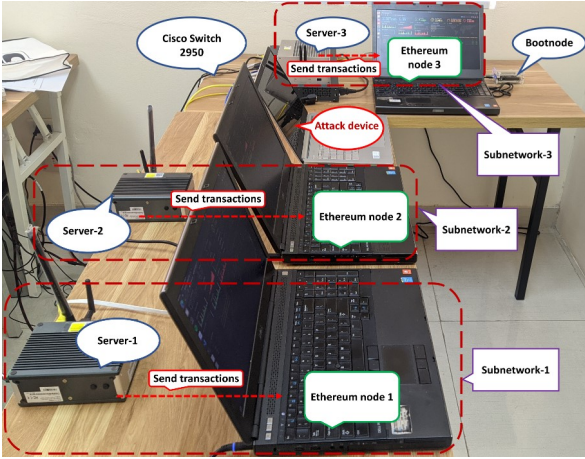 Cisco Switch
2950
Server-3
Send transactions
Ethereum
node 3
Bootnode
Attack device
Subnetwork-3
Send transactions
Server-2
Ethereum node 2
Subnetwork-2
Server-1
Send transactions
Ethereum node 1
Subnetwork-1